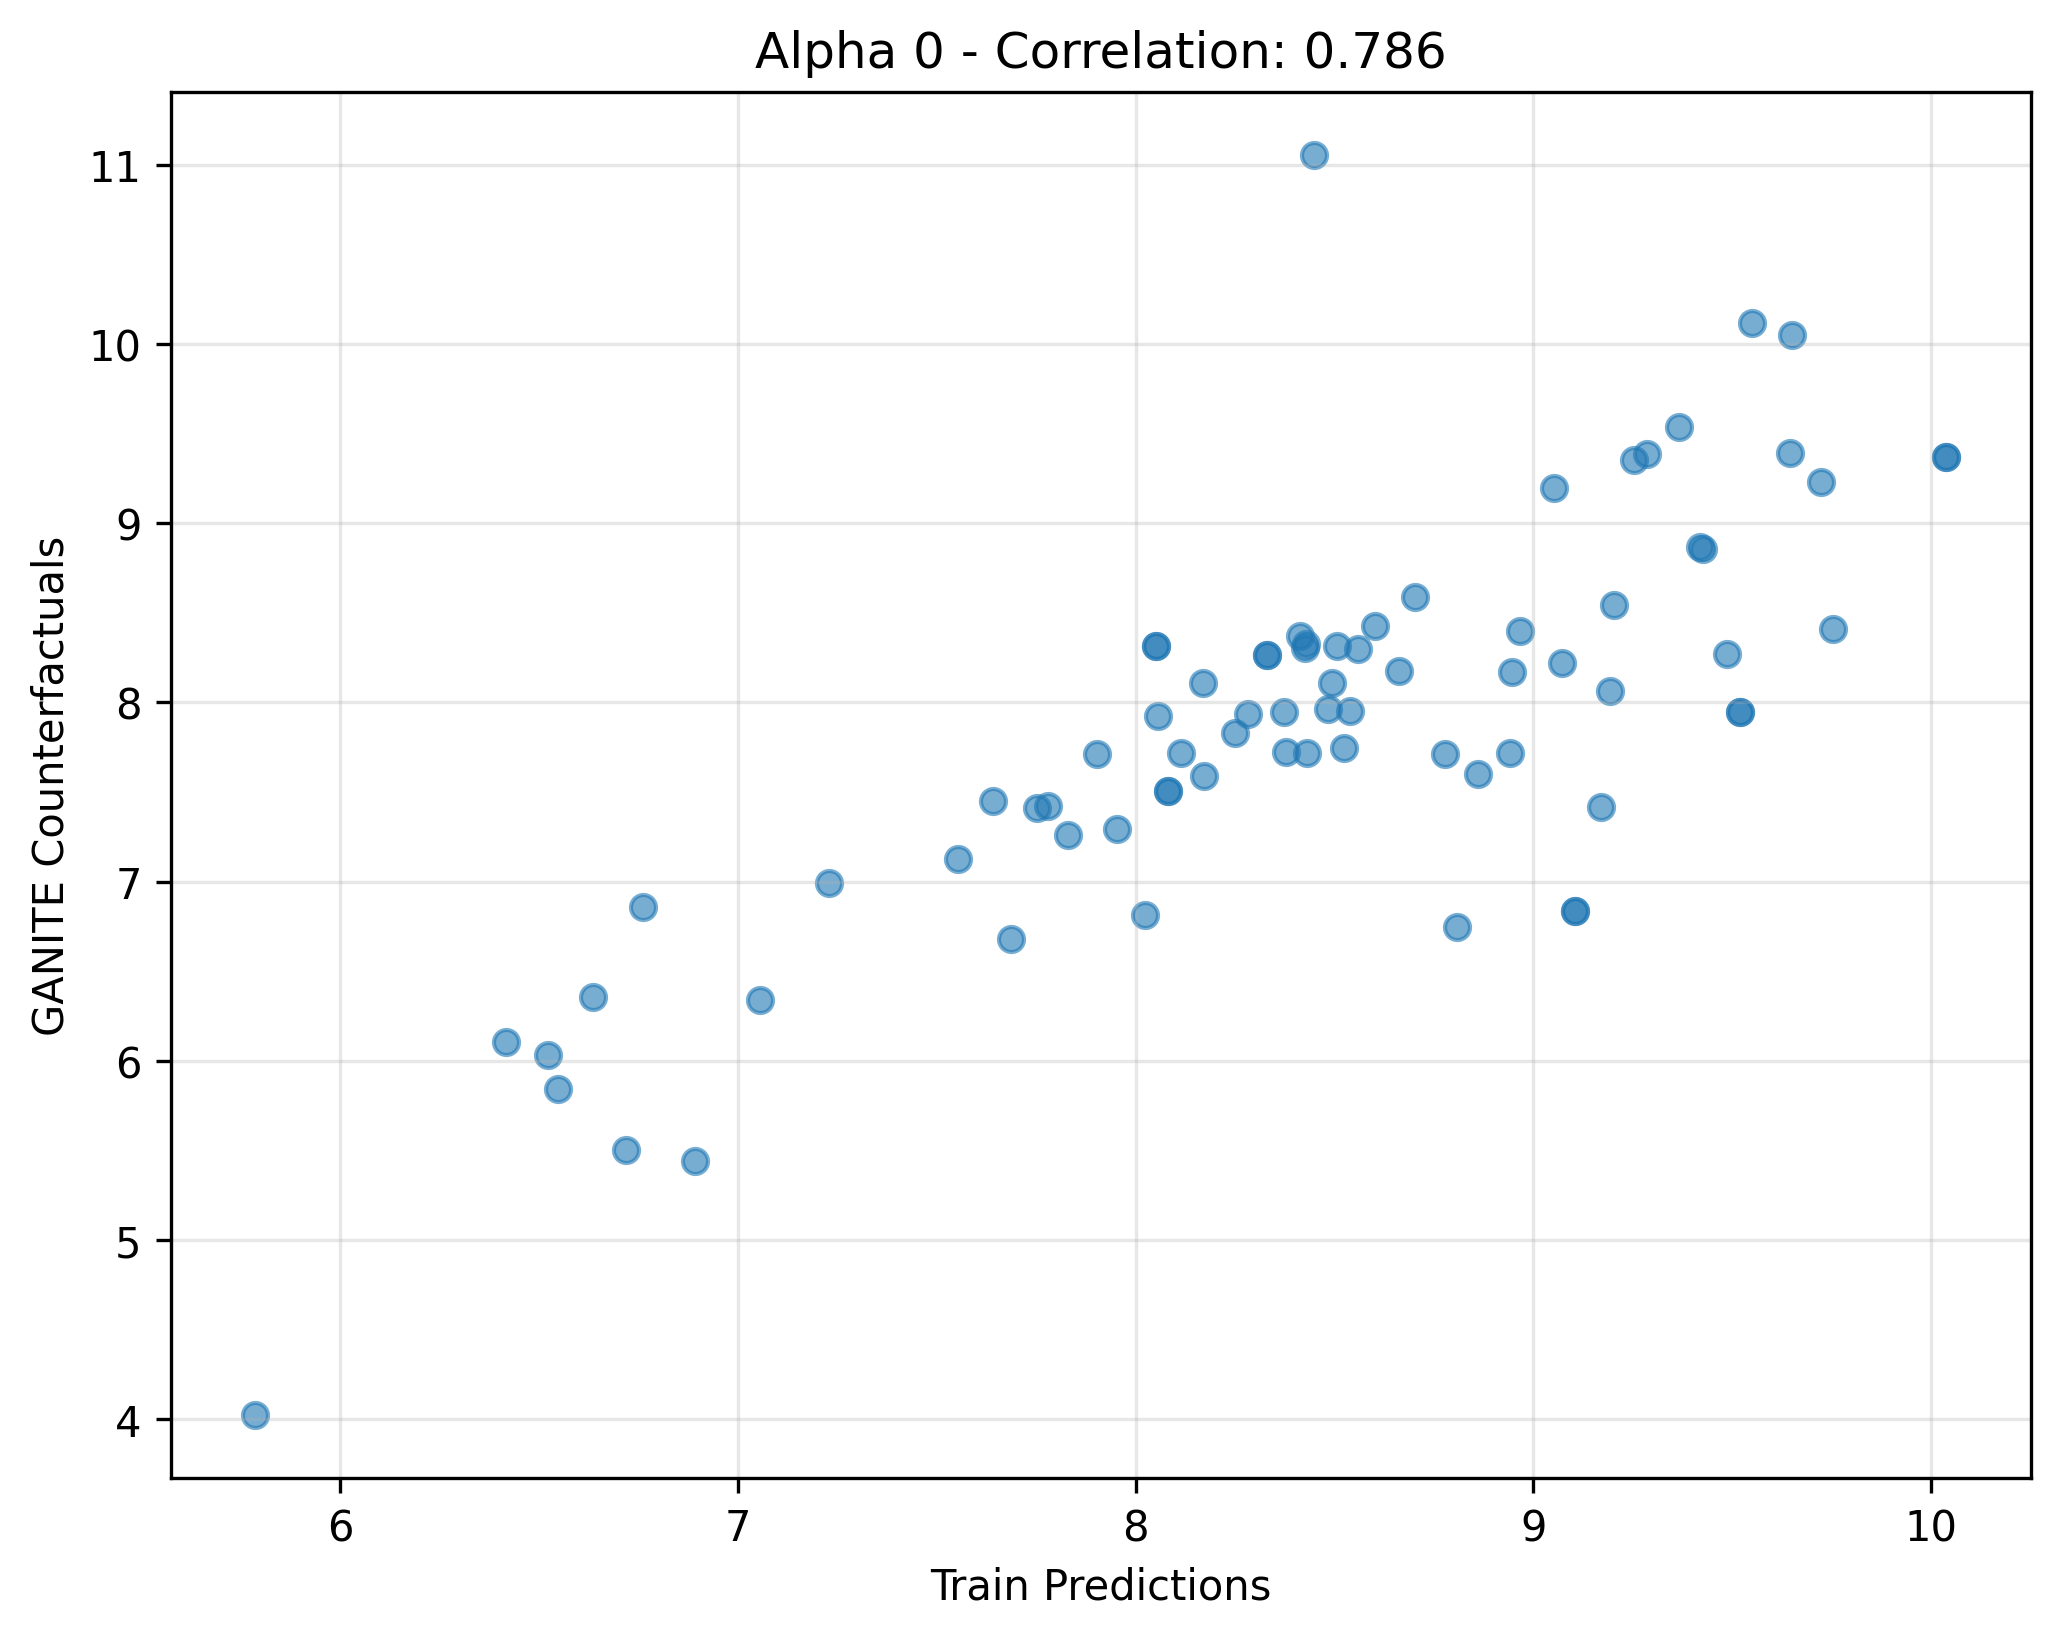 Alpha 0 - Correlation: 0.786
11
10
9
8
7
6
5
4
GANITE Counterfactuals
6 7 8 9 10
Train Predictions